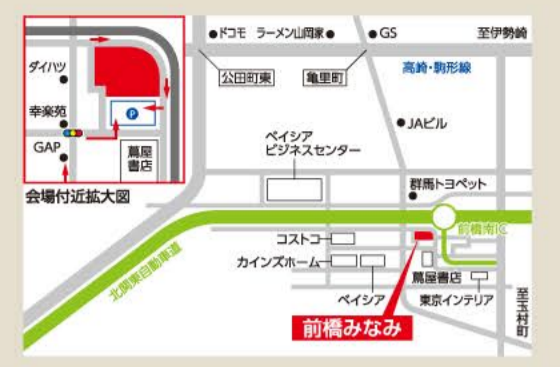 ダイハツ
幸楽苑
GAP
P
蔦屋
書店
会場付近拡大図
ドコモ
ラーメン山岡家
GS
至伊勢崎
公田町東
亀里町
高崎・駒形線
JAビル
ベイシア
ビジネスセンター
群馬トヨペット
前橋南IC
北関東自動車道
コストコ
カインズホーム
ベイシア
蔦屋書店
東京インテリア
至玉村町
前橋みなみ